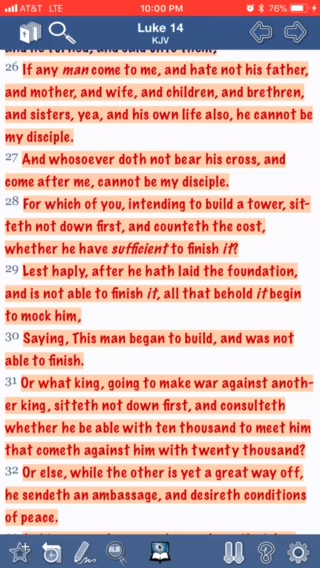 AT&T LTE 10:00 PM 76%
Luke 14
KJV
26 If any man come to me, and hate not his father,
and mother, and wife, and children, and brethren,
and sisters, yea, and his own life also, he cannot be
my disciple.
27 And whosoever doth not bear his cross, and
come after me, cannot be my disciple.
28 For which of you, intending to build a tower, sit-
teth not down first, and counteth the cost,
whether he have sufficient to finish it?
29 Lest haply, after he hath laid the foundation,
and is not able to finish it, all that behold it begin
to mock him,
30 Saying, This man began to build, and was not
able to finish.
31 Or what king, going to make war against anoth-
er king, sitteth not down first, and consulteth
whether he be able with ten thousand to meet him
that cometh against him with twenty thousand?
32 Or else, while the other is yet a great way off,
he sendeth an ambassage, and desireth conditions
of peace.